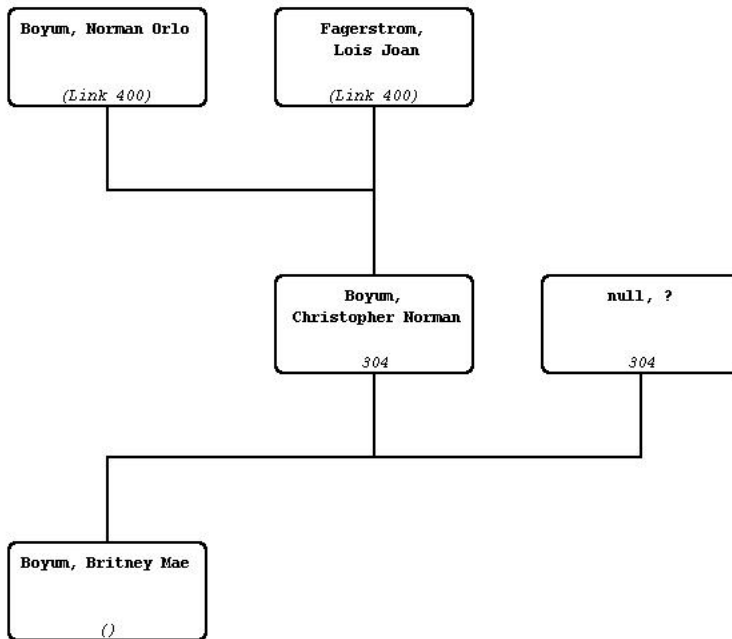 Boyum, Norman Orlo
(Link 400)
Fagerstrom,
Lois Joan
(Link 400)
Boyum,
Christopher Norman
304
null, ?
304
Boyum, Britney Mae
()